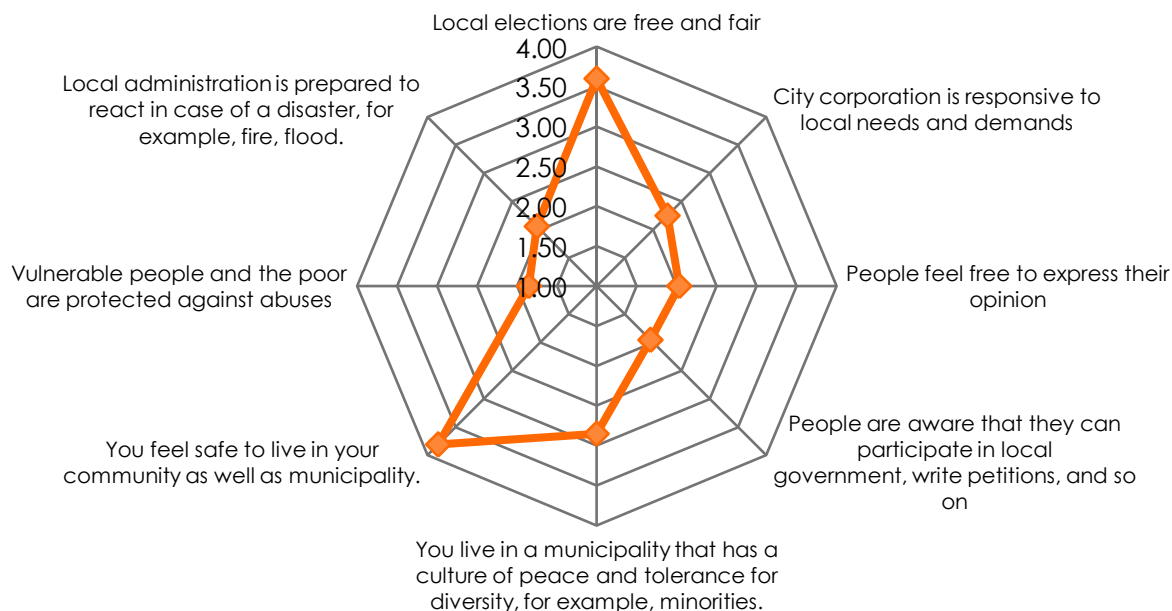 Local elections are free and fair
4.00
3.50
3.00
2.50
2.00
1.50
1.00
City corporation is responsive to
local needs and demands
People feel free to express their
opinion
People are aware that they can
participate in local
government, write petitions, and so
on
You live in a municipality that has a
culture of peace and tolerance for
diversity, for example, minorities.
You feel safe to live in your
community as well as municipality.
Vulnerable people and the poor
are protected against abuses
Local administration is prepared to
react in case of a disaster, for
example, fire, flood.